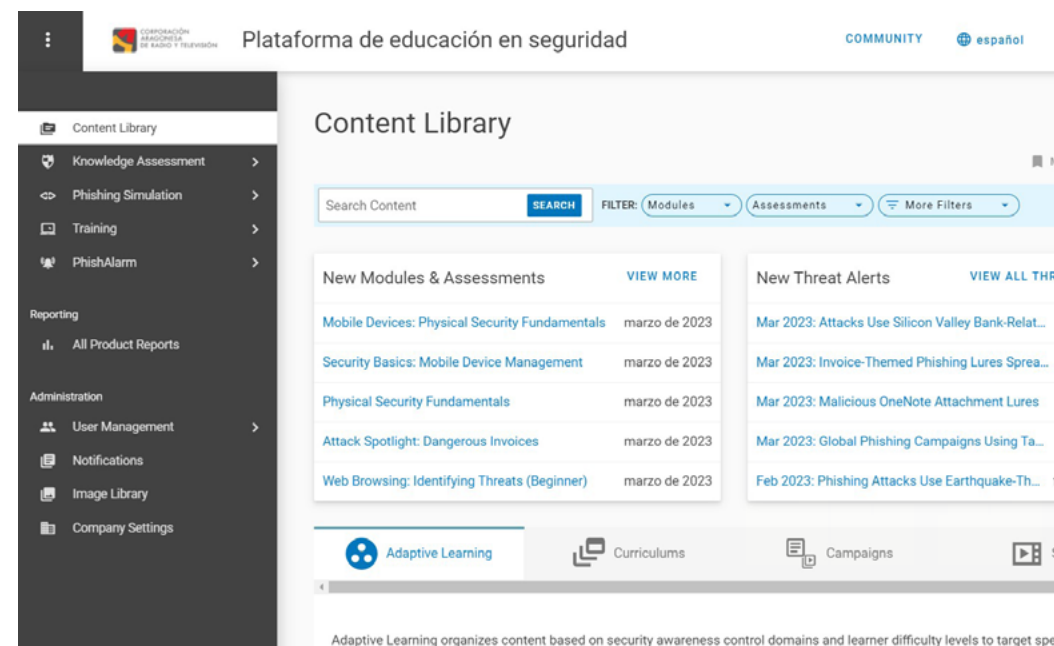 CORPORACIÓN
ARAGONESA
DE RADIO Y TELEVISIÓN
Plataforma de educación en seguridad
COMMUNITY
español
Content Library
Knowledge Assessment
Phishing Simulation
Training
PhishAlarm
Reporting
All Product Reports
Administration
User Management
Notifications
Image Library
Company Settings
Content Library
Search Content
SEARCH
FILTER:
Modules
Assessments
More Filters
New Modules & Assessments
VIEW MORE
Mobile Devices: Physical Security Fundamentals marzo de 2023
Security Basics: Mobile Device Management marzo de 2023
Physical Security Fundamentals marzo de 2023
Attack Spotlight: Dangerous Invoices marzo de 2023
Web Browsing: Identifying Threats (Beginner) marzo de 2023
New Threat Alerts
VIEW ALL THR
Mar 2023: Attacks Use Silicon Valley Bank-Relat...
Mar 2023: Invoice-Themed Phishing Lures Sprea...
Mar 2023: Malicious OneNote Attachment Lures
Mar 2023: Global Phishing Campaigns Using Ta...
Feb 2023: Phishing Attacks Use Earthquake-Th...
Adaptive Learning
Curriculums
Campaigns
Adaptive Learning organizes content based on security awareness control domains and learner difficulty levels to target spe